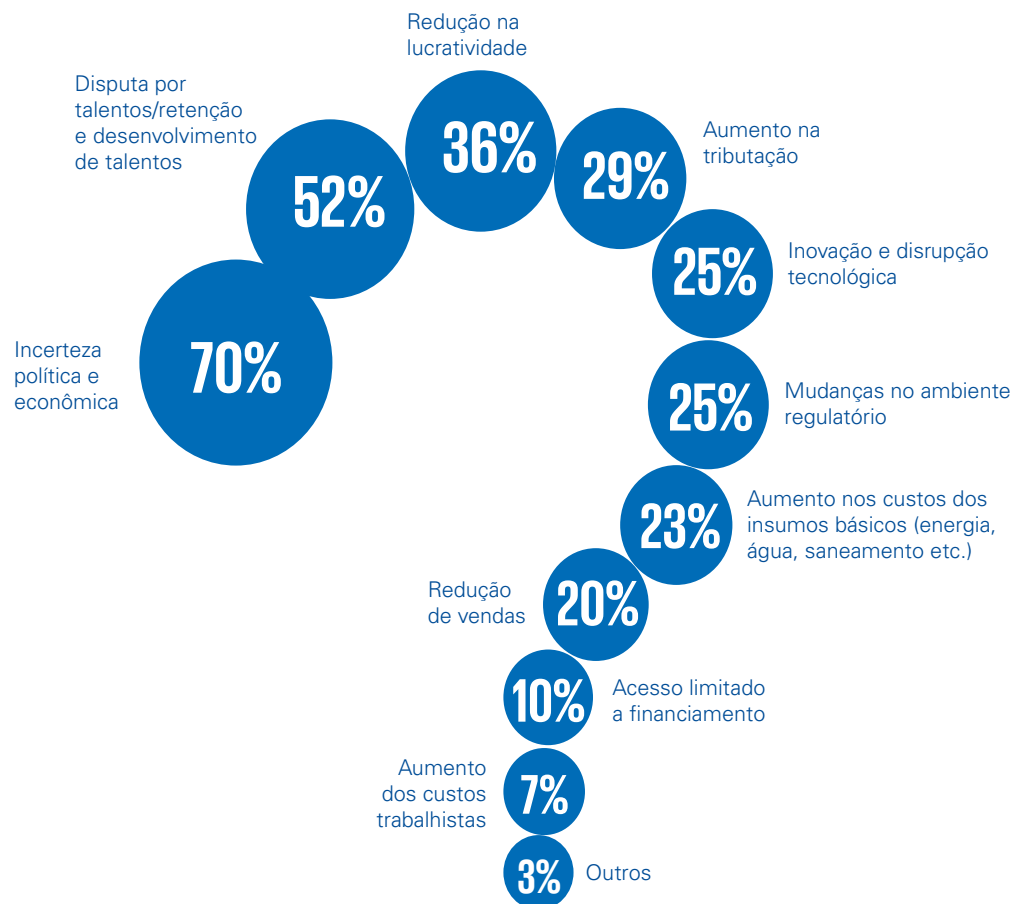 Redução na
lucratividade
36%
Disputa por
talentos/retenção
e desenvolvimento
de talentos
52%
Aumento na
tributação
29%
Inovação e disrupção
tecnológica
25%
Incerteza
política e
econômica
70%
Mudanças no ambiente
regulatório
25%
Aumento nos custos dos
insumos básicos (energia,
água, saneamento etc.)
23%
Redução
de vendas
20%
Acesso limitado
a financiamento
10%
Aumento
dos custos
trabalhistas
7%
3%
Outros